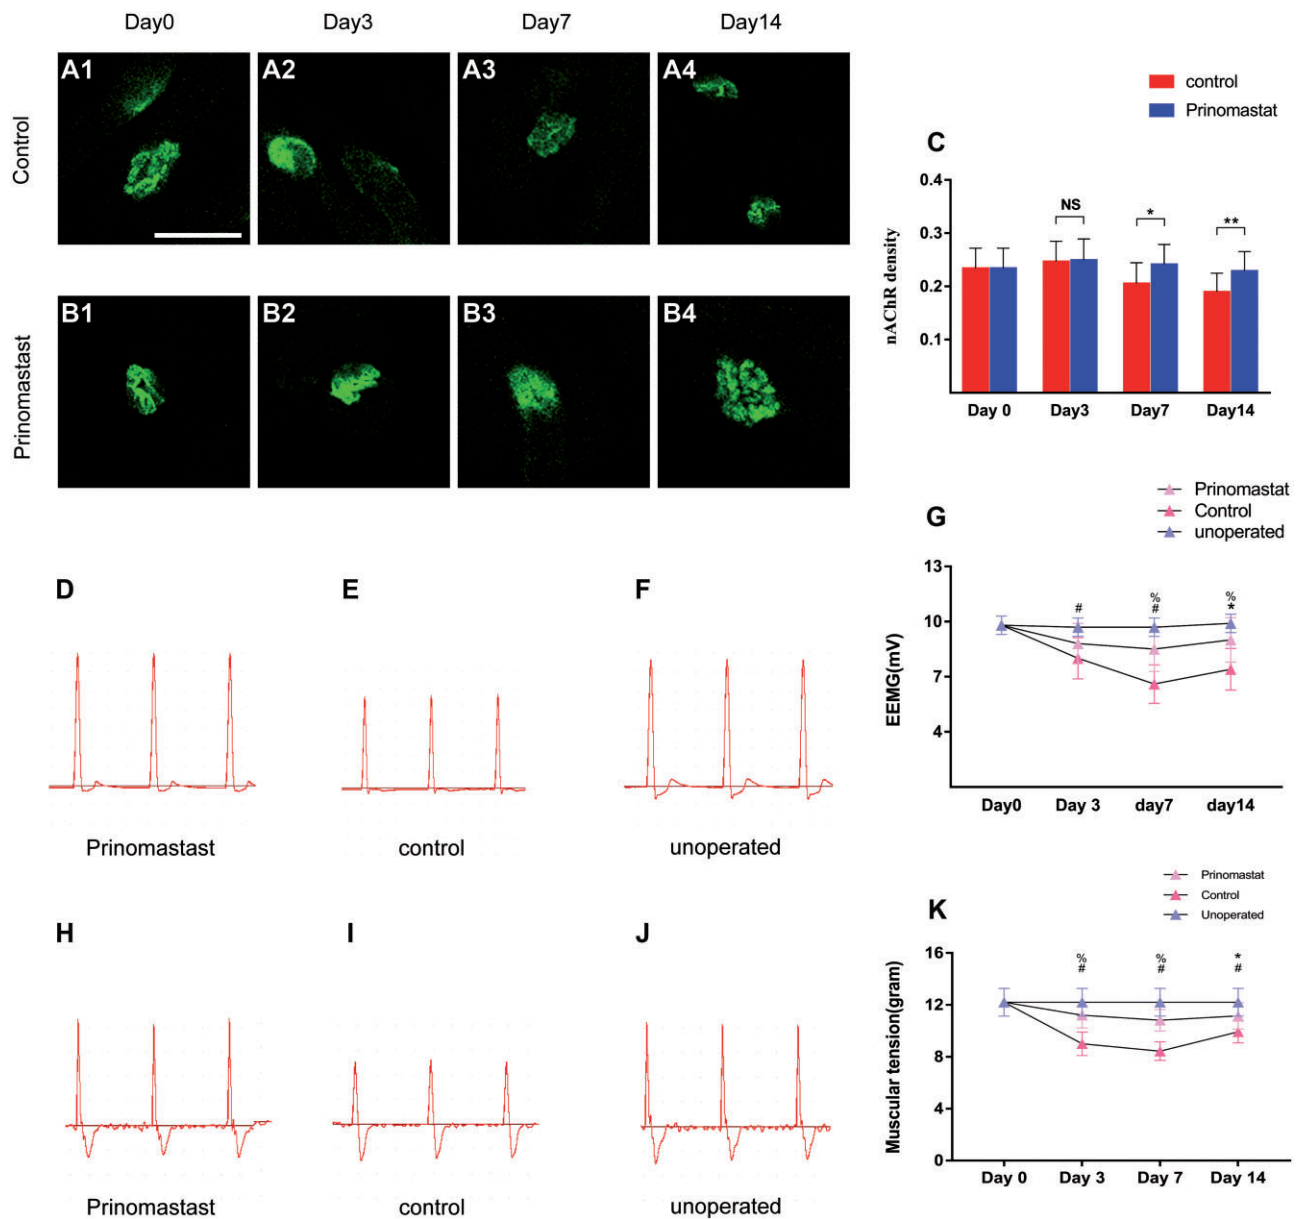 Day0 Day3 Day7 Day14
Control
A1 A2 A3 A4
Prinomastast
B1 B2 B3 B4
control
Prinomastat
C
nAChR density
0.4
0.3
0.2
0.1
NS
*
**
Day 0 Day3 Day7 Day14
D
Prinomastast
E
control
F
unoperated
Prinomastat
Control
unoperated
G
EEMG(mV)
13
10
7
4
#
%
#
%
*
Day0 Day 3 day7 day14
H
Prinomastast
I
control
J
unoperated
Prinomastat
Control
Unoperated
K
Muscular tension(gram)
16
12
8
4
0
%
#
%
#
*
#
Day 0 Day 3 Day 7 Day 14